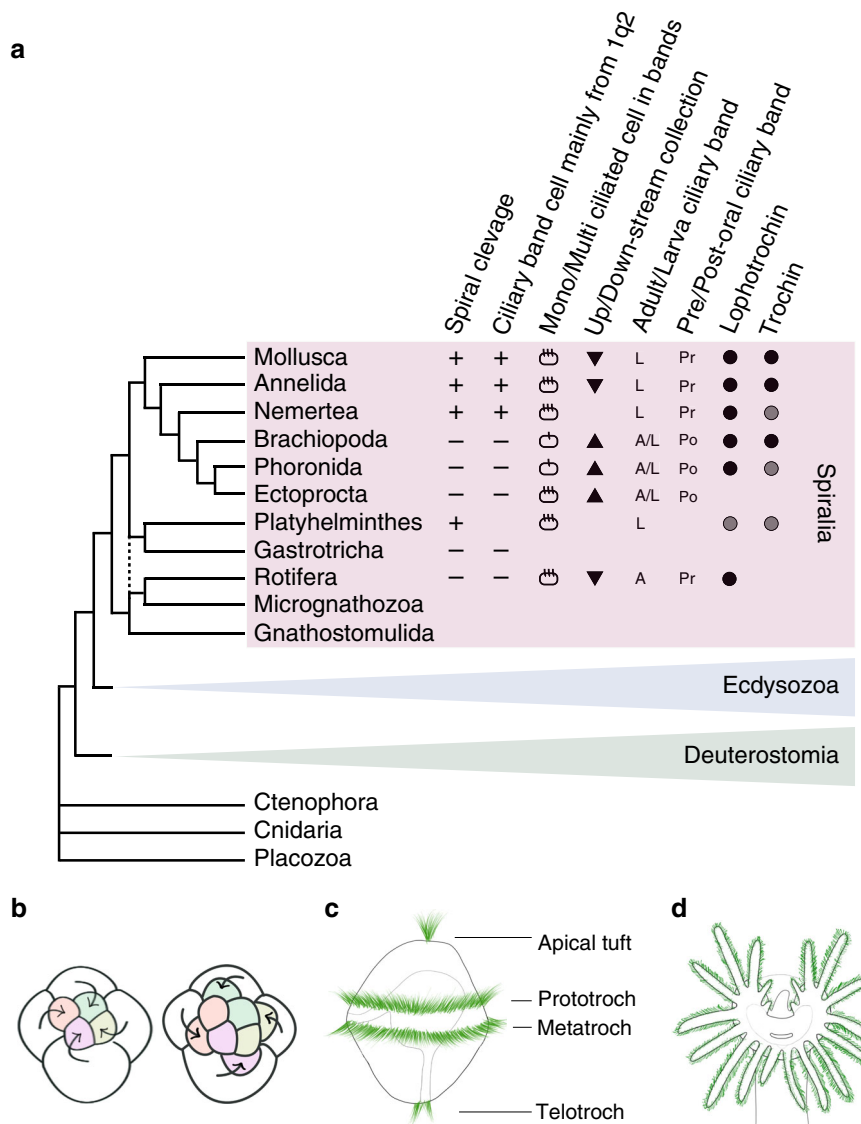 a
Spiral clevage
Ciliary band cell mainly from 1q2
Mono/Multi ciliated cell in bands
Up/Down-stream collection
Adult/Larva ciliary band
Pre/Post-oral ciliary band
Lophotrochin
Trochin
Mollusca + + L Pr
Annelida + + L Pr
Nemertea + + L Pr
Brachiopoda – – A/L Po
Phoronida – – A/L Po
Ectoprocta – – A/L Po
Platyhelminthes + L
Gastrotricha – –
Rotifera – – A Pr
Micrognathozoa
Gnathostomulida
Spiralia
Ecdysozoa
Deuterostomia
Ctenophora
Cnidaria
Placozoa
b
c
Apical tuft
Prototroch
Metatroch
Telotroch
d